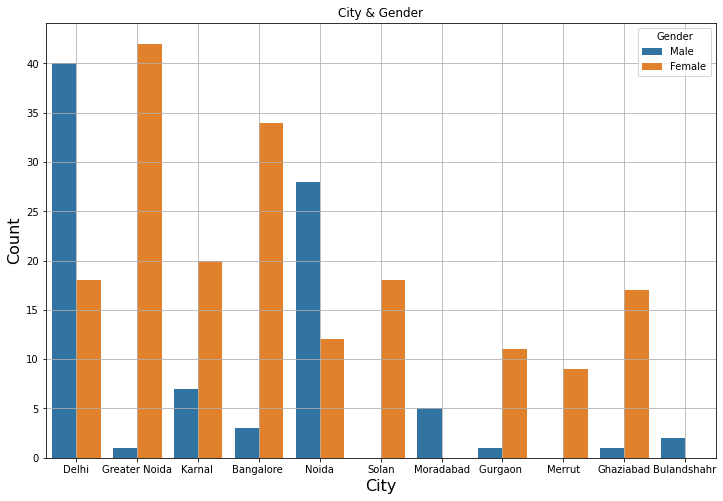 City & Gender
Gender
Male
Female
Count
40
35
30
25
20
15
10
5
0
Delhi Greater Noida Karnal Bangalore Noida Solan Moradabad Gurgaon Merrut Ghaziabad Bulandshahr
City